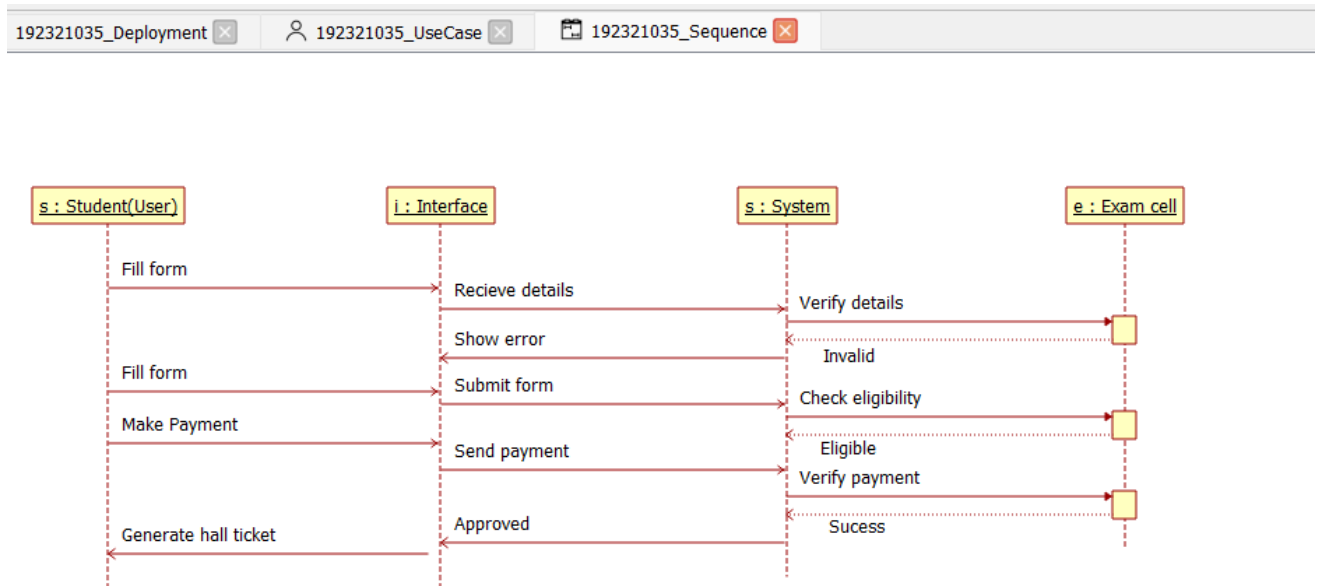 192321035_Deployment
192321035_UseCase
192321035_Sequence
s : Student(User)
i : Interface
s : System
e : Exam cell
Fill form
Recieve details
Verify details
Show error
Invalid
Fill form
Submit form
Check eligibility
Make Payment
Eligible
Send payment
Verify payment
Approved
Sucess
Generate hall ticket